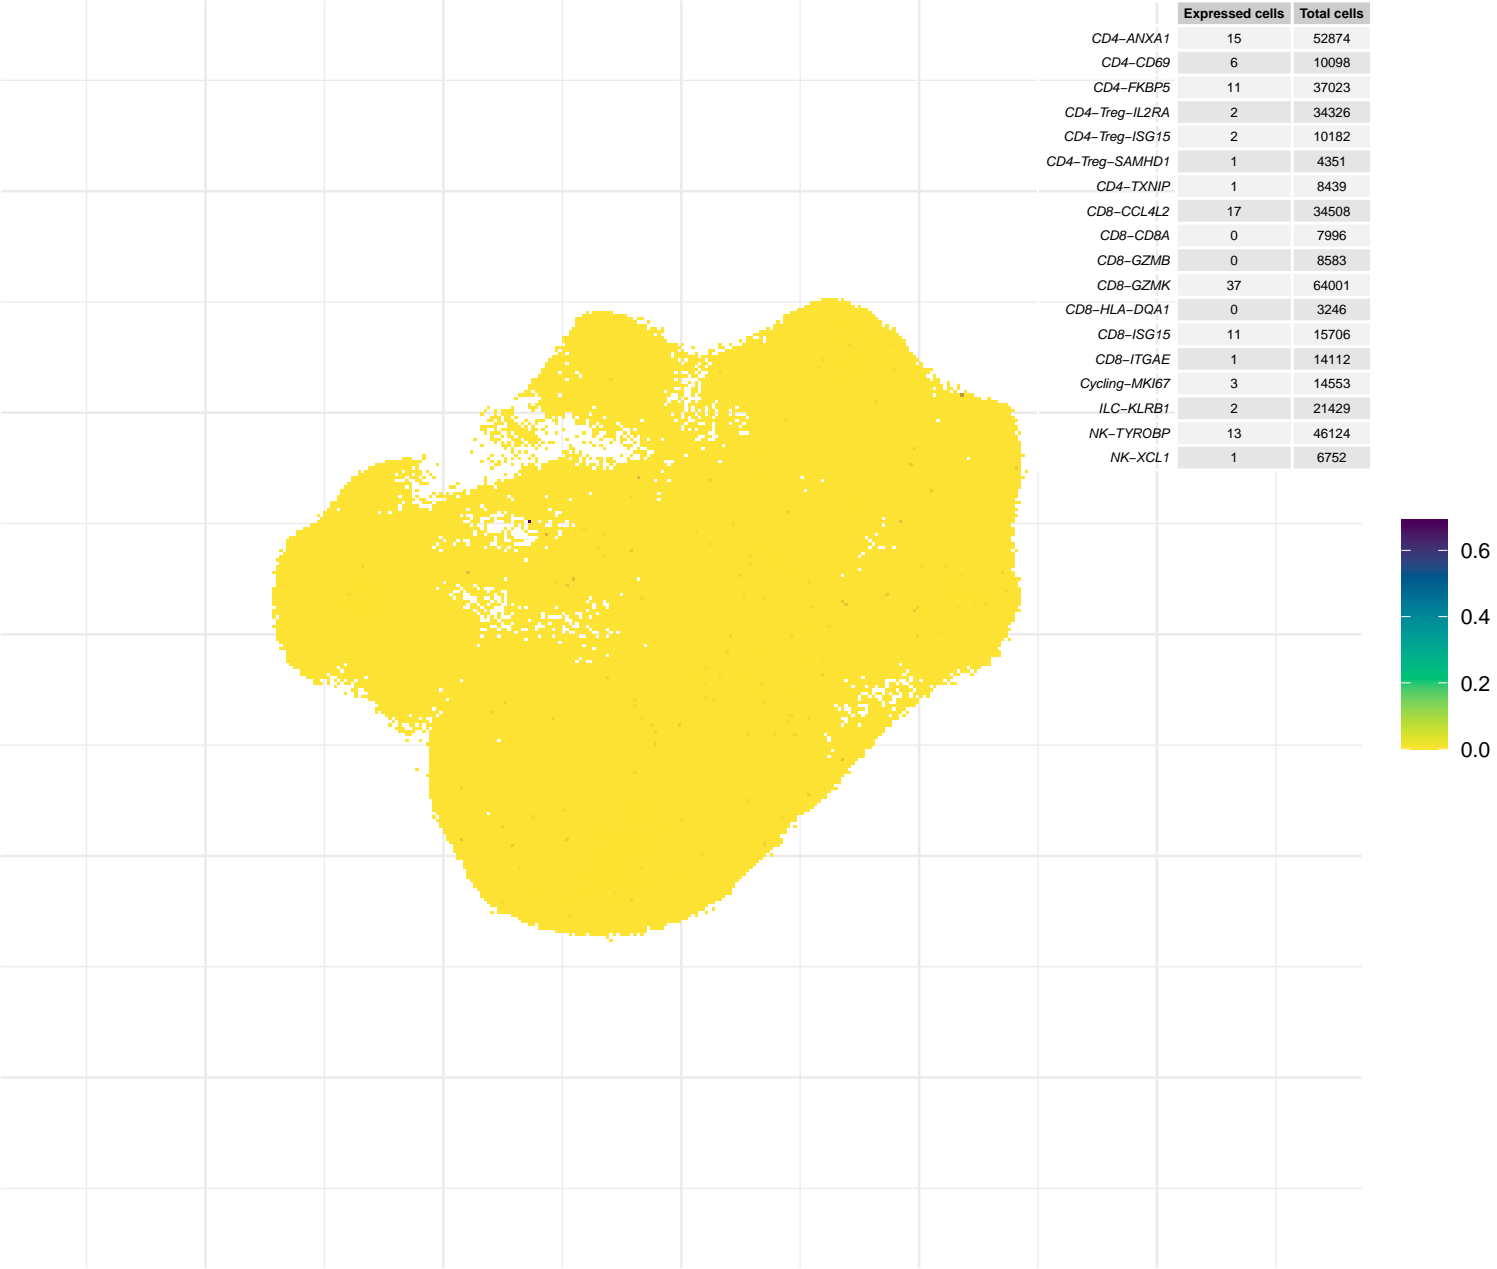 Expressed cells Total cells
CD4−ANXA1 15 52874
CD4−CD69 6 10098
CD4−FKBP5 11 37023
CD4−Treg−IL2RA 2 34326
CD4−Treg−ISG15 2 10182
CD4−Treg−SAMHD1 1 4351
CD4−TXNIP 1 8439
CD8−CCL4L2 17 34508
CD8−CD8A 0 7996
CD8−GZMB 0 8583
CD8−GZMK 37 64001
CD8−HLA−DQA1 0 3246
CD8−ISG15 11 15706
CD8−ITGAE 1 14112
Cycling−MKI67 3 14553
ILC−KLRB1 2 21429
NK−TYROBP 13 46124
NK−XCL1 1 6752
0.6
0.4
0.2
0.0